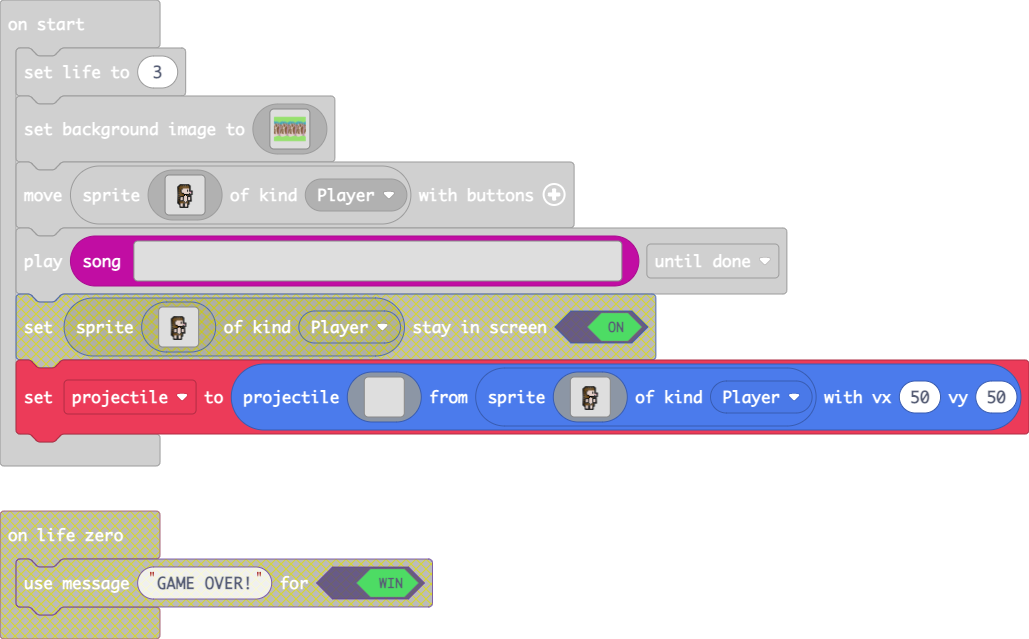 on start
set life to 3
set background image to
move sprite of kind Player with buttons
play song until done
set sprite of kind Player stay in screen ON
set projectile to projectile from sprite of kind Player with vx 50 vy 50
on life zero
use message "GAME OVER!" for WIN